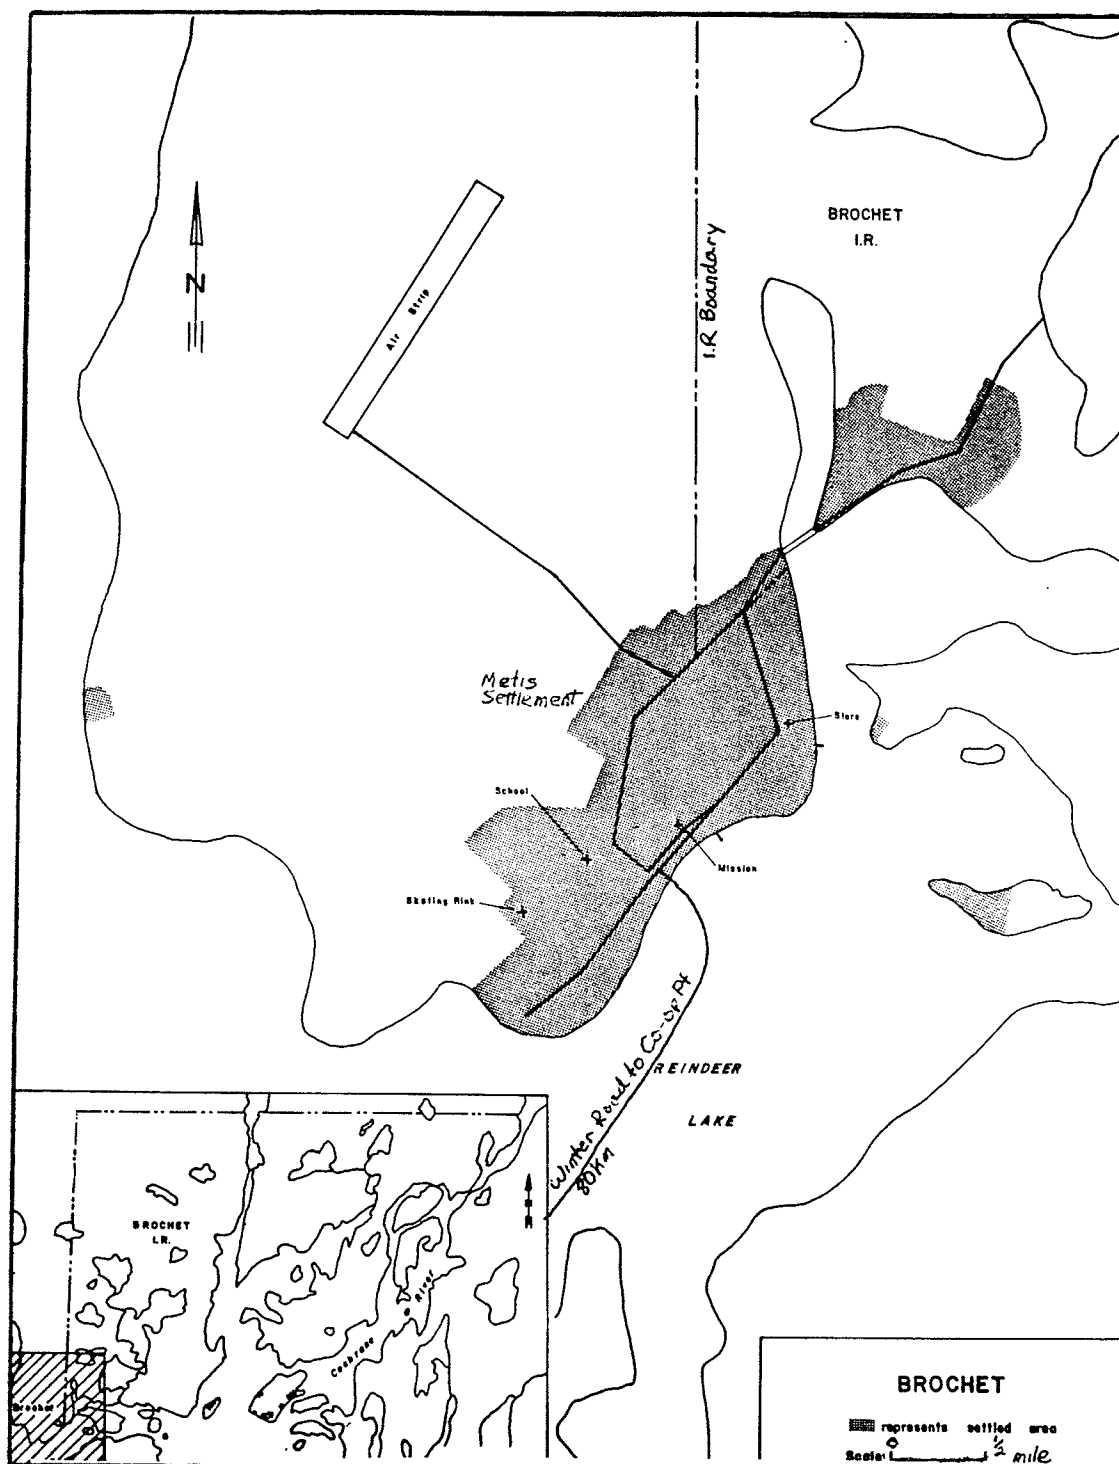 BROCHET
I.R.
N
Air Strip
I.R Boundary
Metis
Settlement
Store
School
Mission
Skating Rink
Winter Road to Co-op Pt
80Km
REINDEER
LAKE
BROCHET
I.R.
N
Cochrane River
Brochet
BROCHET
represents settled area
Scale: 0 1/2 mile